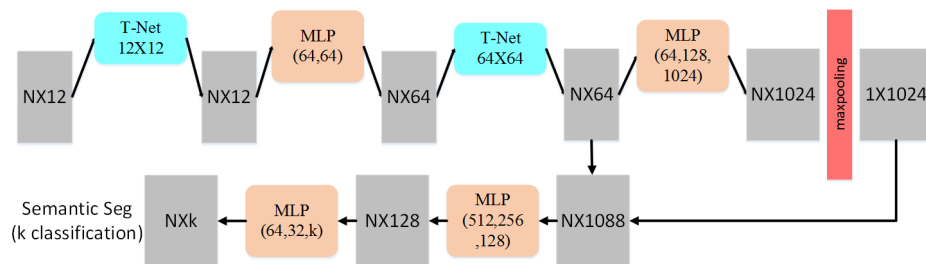 T-Net
12X12
MLP
(64,64)
T-Net
64X64
MLP
(64,128,
1024)
NX12
NX12
NX64
NX64
NX1024
maxpooling
1X1024
Semantic Seg
(k classification)
NXk
MLP
(64,32,k)
NX128
MLP
(512,256
,128)
NX1088